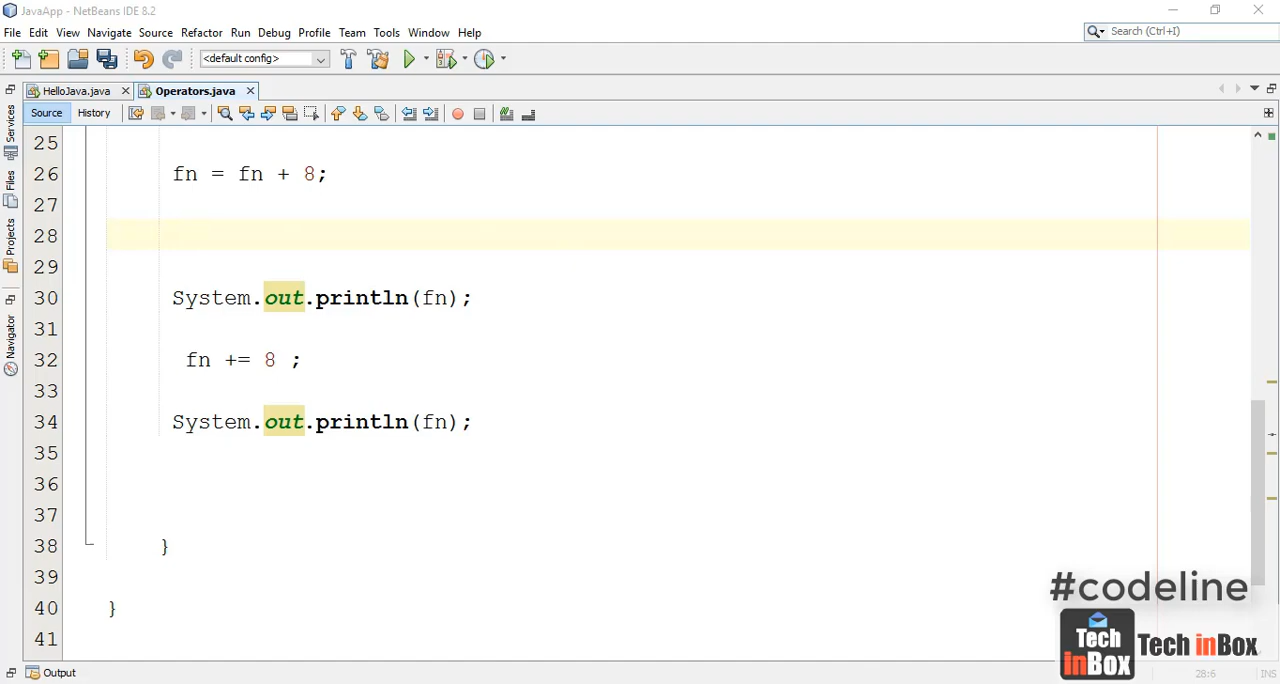 JavaApp - NetBeans IDE 8.2
File Edit View Navigate Source Refactor Run Debug Profile Team Tools Window Help
Search (Ctrl+I)
<default config>
HelloJava.java Operators.java
Source History
Services
Files
Projects
Navigator
25
26 fn = fn + 8;
27
28
29
30 System.out.println(fn);
31
32 fn += 8 ;
33
34 System.out.println(fn);
35
36
37
38 }
39
40 }
41
#codeline
Tech inBox
Tech inBox
Output
28:6 INS